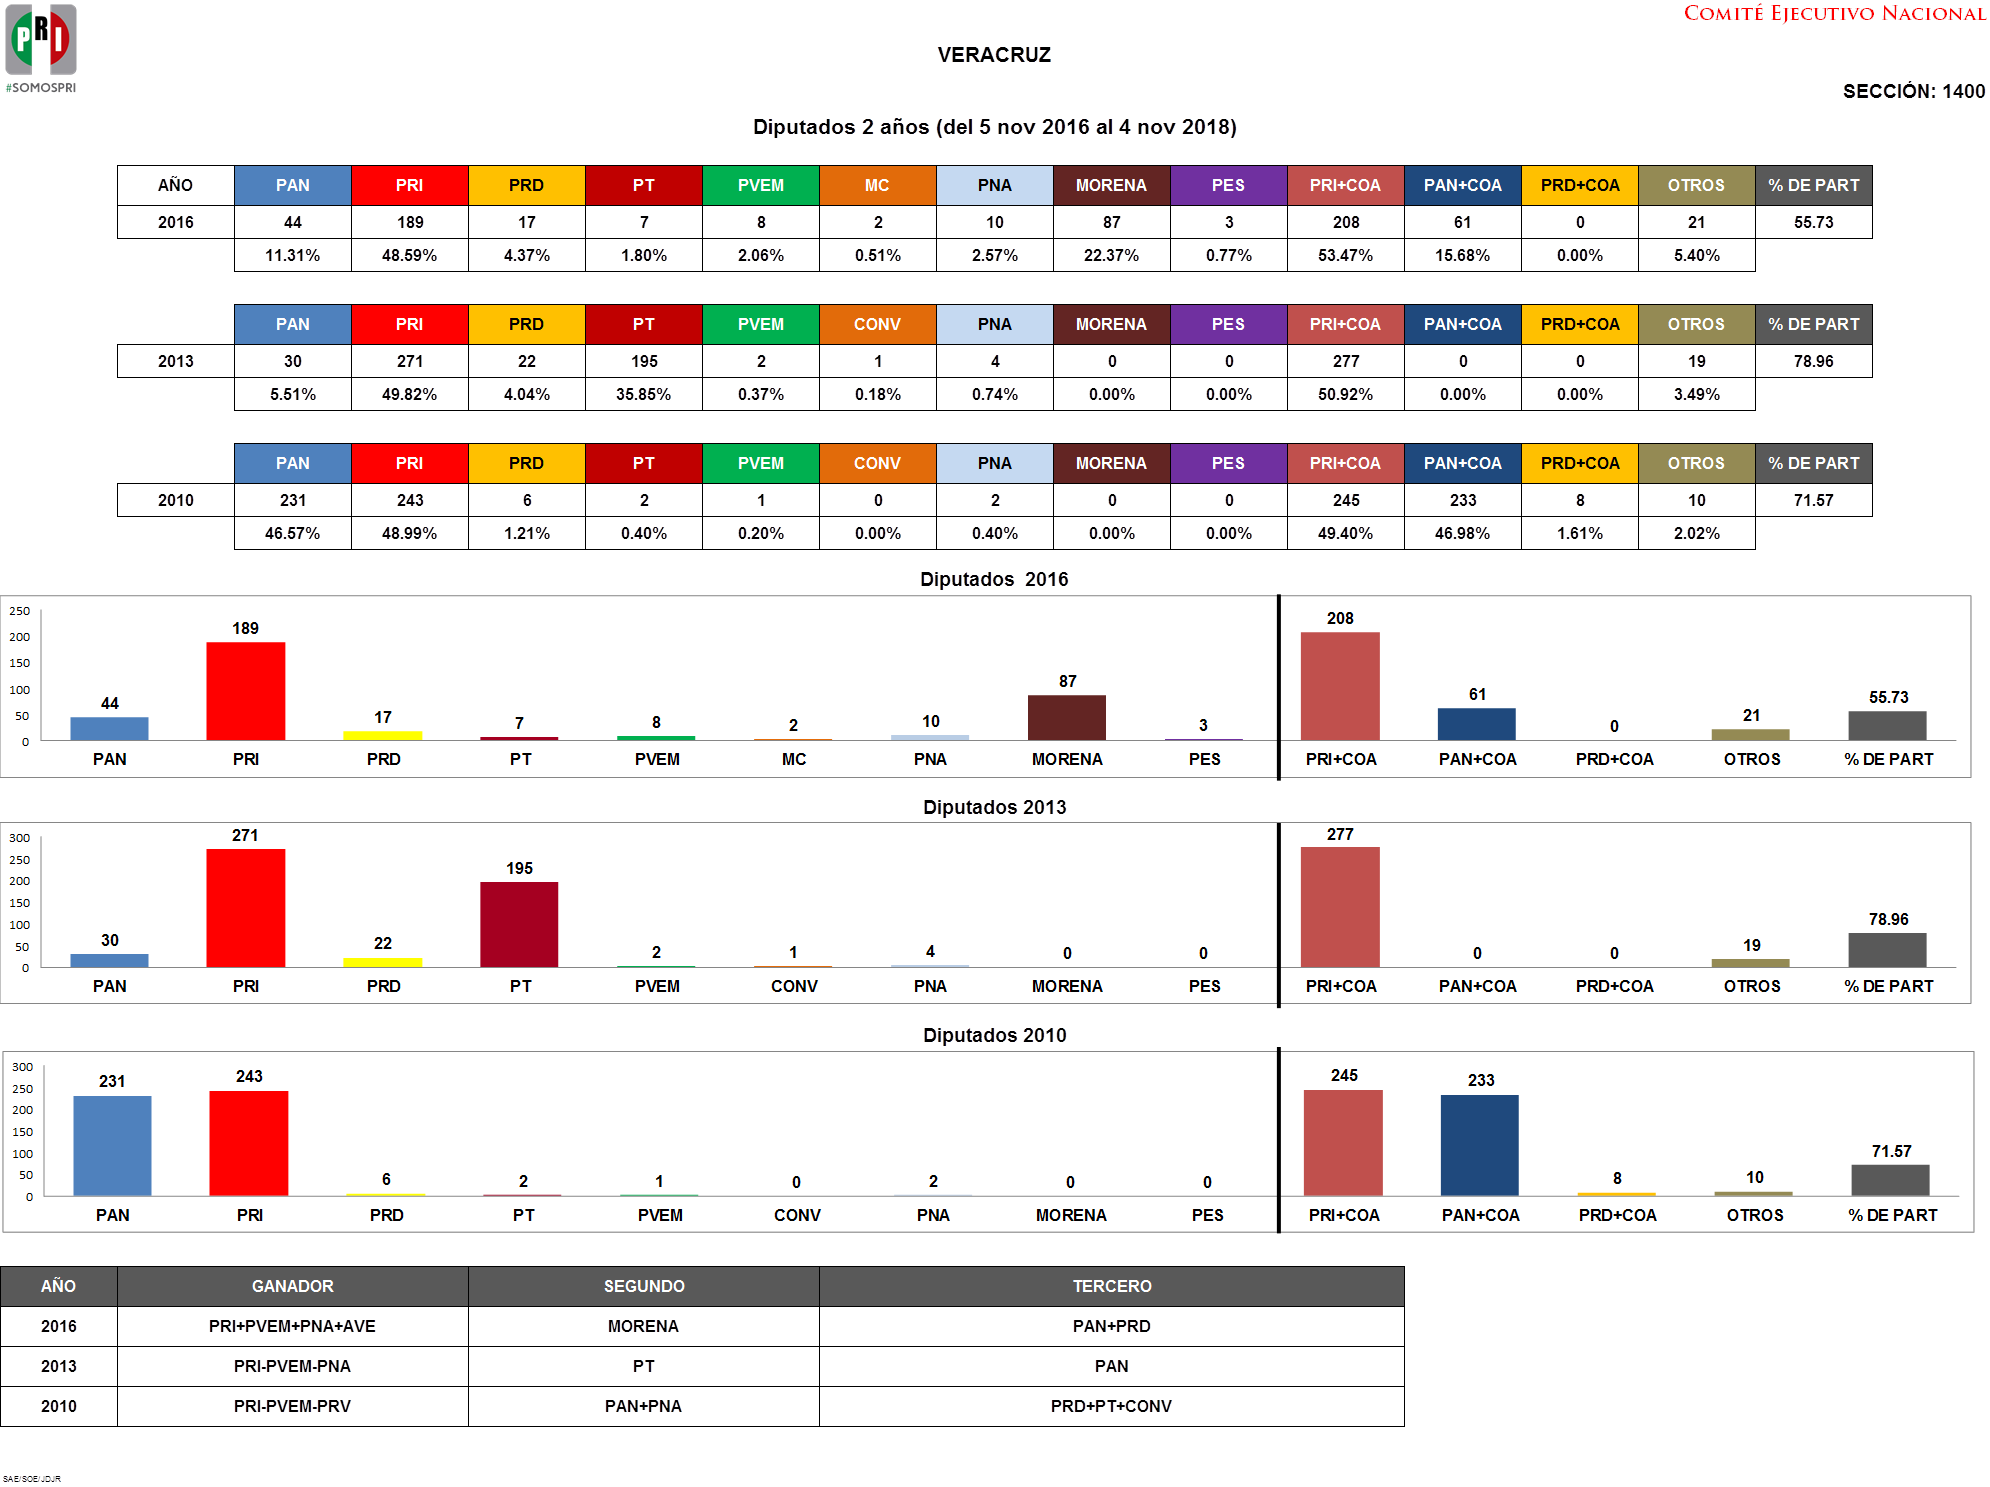 COMITÉ EJECUTIVO NACIONAL
PRI
#SOMOSPRI
VERACRUZ
SECCIÓN: 1400
Diputados 2 años (del 5 nov 2016 al 4 nov 2018)
AÑO PAN PRI PRD PT PVEM MC PNA MORENA PES PRI+COA PAN+COA PRD+COA OTROS % DE PART
2016 44 189 17 7 8 2 10 87 3 208 61 0 21 55.73
11.31% 48.59% 4.37% 1.80% 2.06% 0.51% 2.57% 22.37% 0.77% 53.47% 15.68% 0.00% 5.40%
PAN PRI PRD PT PVEM CONV PNA MORENA PES PRI+COA PAN+COA PRD+COA OTROS % DE PART
2013 30 271 22 195 2 1 4 0 0 277 0 0 19 78.96
5.51% 49.82% 4.04% 35.85% 0.37% 0.18% 0.74% 0.00% 0.00% 50.92% 0.00% 0.00% 3.49%
PAN PRI PRD PT PVEM CONV PNA MORENA PES PRI+COA PAN+COA PRD+COA OTROS % DE PART
2010 231 243 6 2 1 0 2 0 0 245 233 8 10 71.57
46.57% 48.99% 1.21% 0.40% 0.20% 0.00% 0.40% 0.00% 0.00% 49.40% 46.98% 1.61% 2.02%
Diputados 2016
250
200
150
100
50
0
44 189 17 7 8 2 10 87 3 208 61 0 21 55.73
PAN PRI PRD PT PVEM MC PNA MORENA PES PRI+COA PAN+COA PRD+COA OTROS % DE PART
Diputados 2013
300
250
200
150
100
50
0
30 271 22 195 2 1 4 0 0 277 0 0 19 78.96
PAN PRI PRD PT PVEM CONV PNA MORENA PES PRI+COA PAN+COA PRD+COA OTROS % DE PART
Diputados 2010
300
250
200
150
100
50
0
231 243 6 2 1 0 2 0 0 245 233 8 10 71.57
PAN PRI PRD PT PVEM CONV PNA MORENA PES PRI+COA PAN+COA PRD+COA OTROS % DE PART
AÑO GANADOR SEGUNDO TERCERO
2016 PRI+PVEM+PNA+AVE MORENA PAN+PRD
2013 PRI-PVEM-PNA PT PAN
2010 PRI-PVEM-PRV PAN+PNA PRD+PT+CONV
SAE/SOE/JDJR